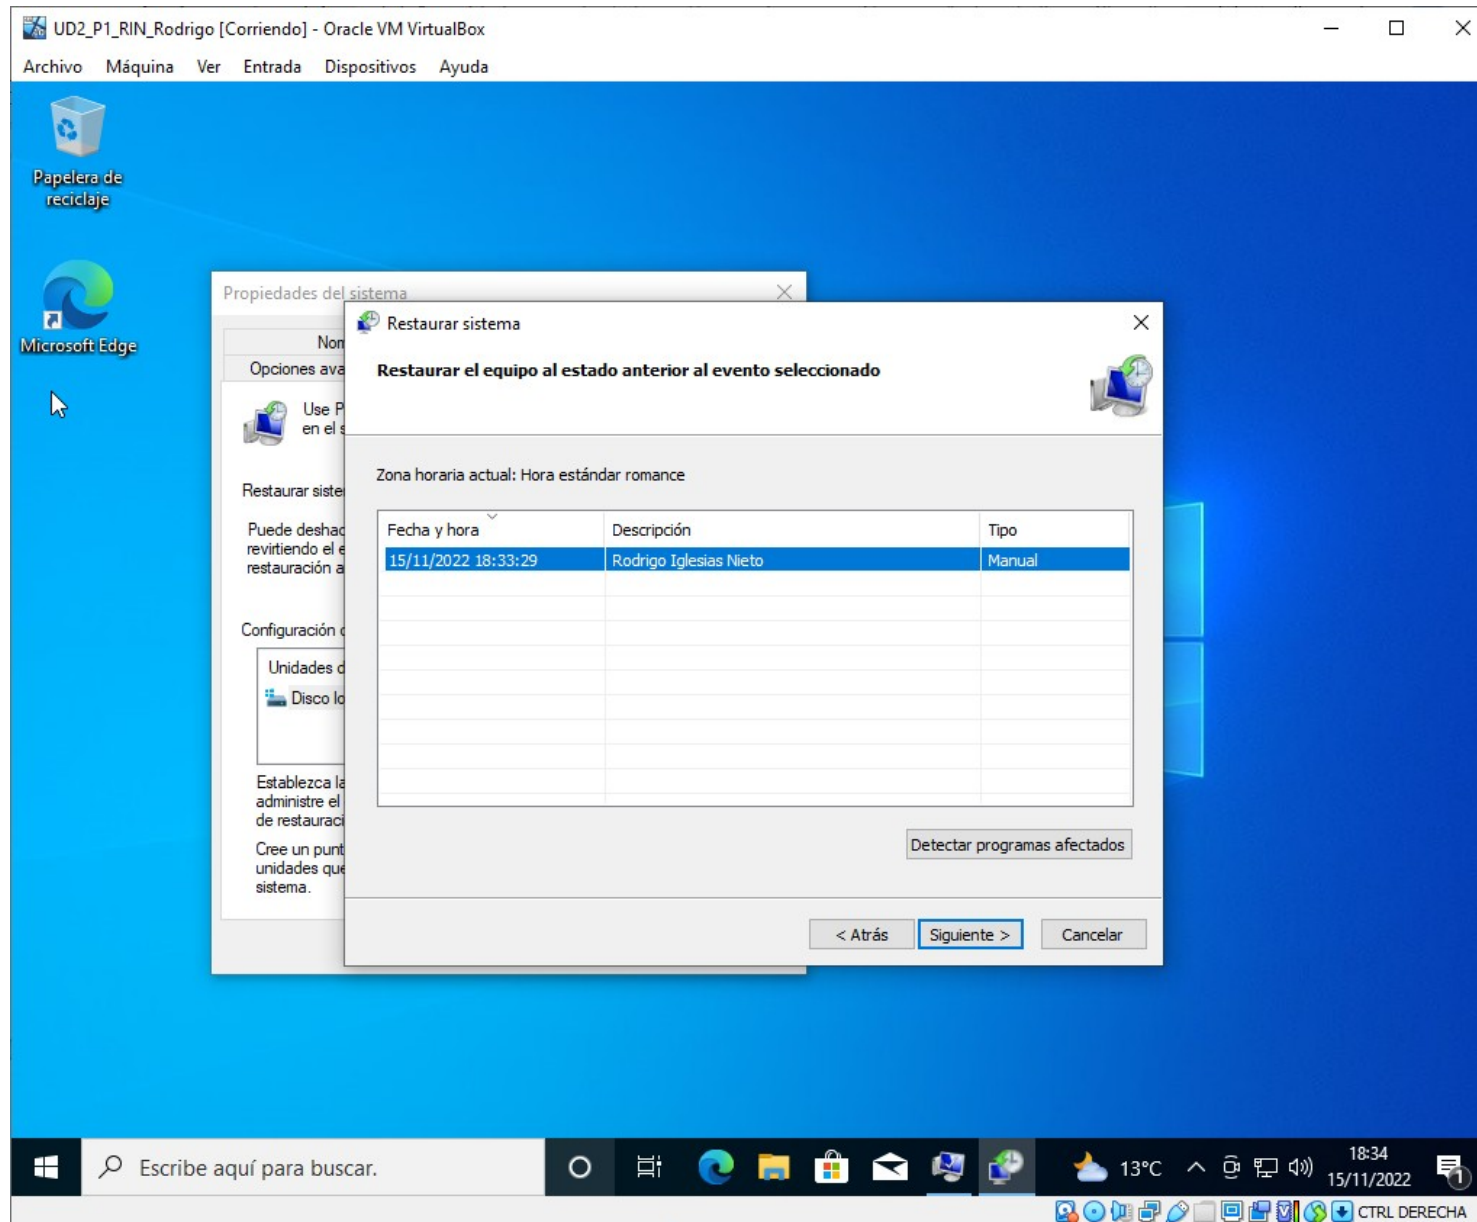 UD2_P1_RIN_Rodrigo [Corriendo] - Oracle VM VirtualBox
Archivo Máquina Ver Entrada Dispositivos Ayuda
Papelera de
reciclaje
Microsoft Edge
Propiedades del sistema
Opciones ava
Use P
en el s
Restaurar siste
Puede deshac
revirtiendo el e
restauración a
Configuración
Unidades d
Disco lo
Establezca la
administre el
de restauraci
Cree un punt
unidades que
sistema.
Restaurar sistema
Restaurar el equipo al estado anterior al evento seleccionado
Zona horaria actual: Hora estándar romance
Fecha y hora Descripción Tipo
15/11/2022 18:33:29 Rodrigo Iglesias Nieto Manual
Detectar programas afectados
< Atrás Siguiente > Cancelar
Escribe aquí para buscar.
13°C
18:34
15/11/2022
1
CTRL DERECHA